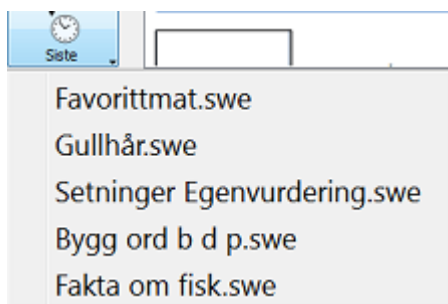 Siste
Favorittmat.swe
Gullhår.swe
Setninger Egenvurdering.swe
Bygg ord b d p.swe
Fakta om fisk.swe